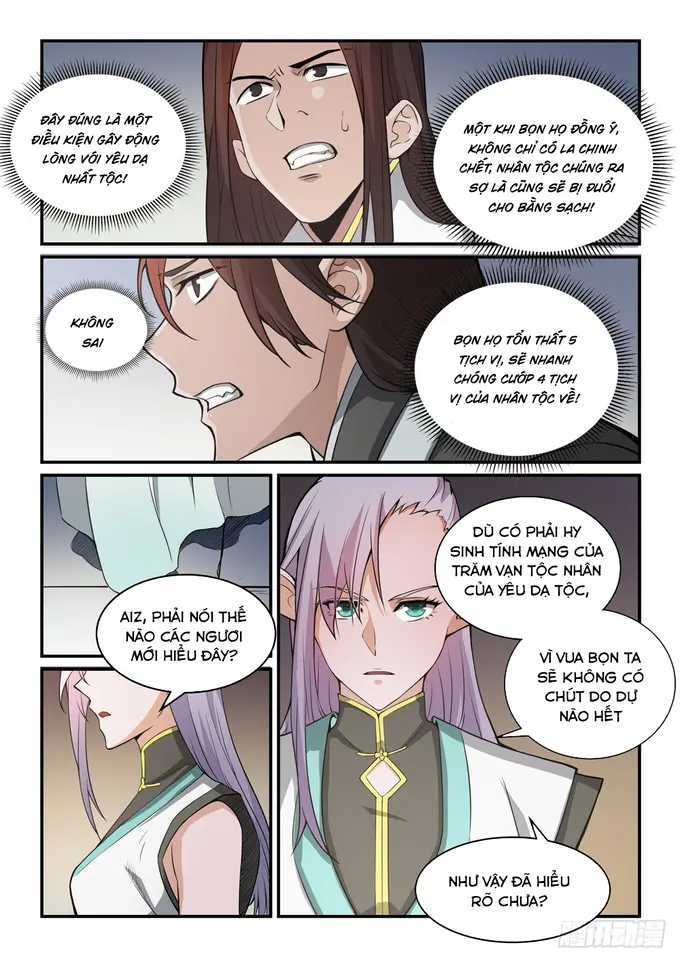 ĐÂY ĐÚNG LÀ MỘT
ĐIỀU KIỆN GÂY ĐỘNG
LÒNG VỚI YÊU DẠ
NHẤT TỘC!
MỘT KHI BỌN HỌ ĐỒNG Ý,
KHÔNG CHỈ CÓ LA CHINH
CHẾT, NHÂN TỘC CHÚNG RA
SỢ LÀ CŨNG SẼ BỊ ĐUỔI
CHO BẰNG SẠCH!
KHÔNG
SAI
BỌN HỌ TỔN THẤT 5
TỊCH VỊ, SẼ NHANH
CHÓNG CƯỚP 4 TỊCH
VỊ CỦA NHÂN TỘC VỀ!
AIZ, PHẢI NÓI THẾ
NÀO CÁC NGƯƠI
MỚI HIỂU ĐÂY?
DÙ CÓ PHẢI HY
SINH TÍNH MẠNG CỦA
TRĂM VẠN TỘC NHÂN
CỦA YÊU DẠ TỘC,
VÌ VUA BỌN TA
SẼ KHÔNG CÓ
CHÚT DO DỰ
NÀO HẾT
NHƯ VẬY ĐÃ HIỂU
RÕ CHƯA?